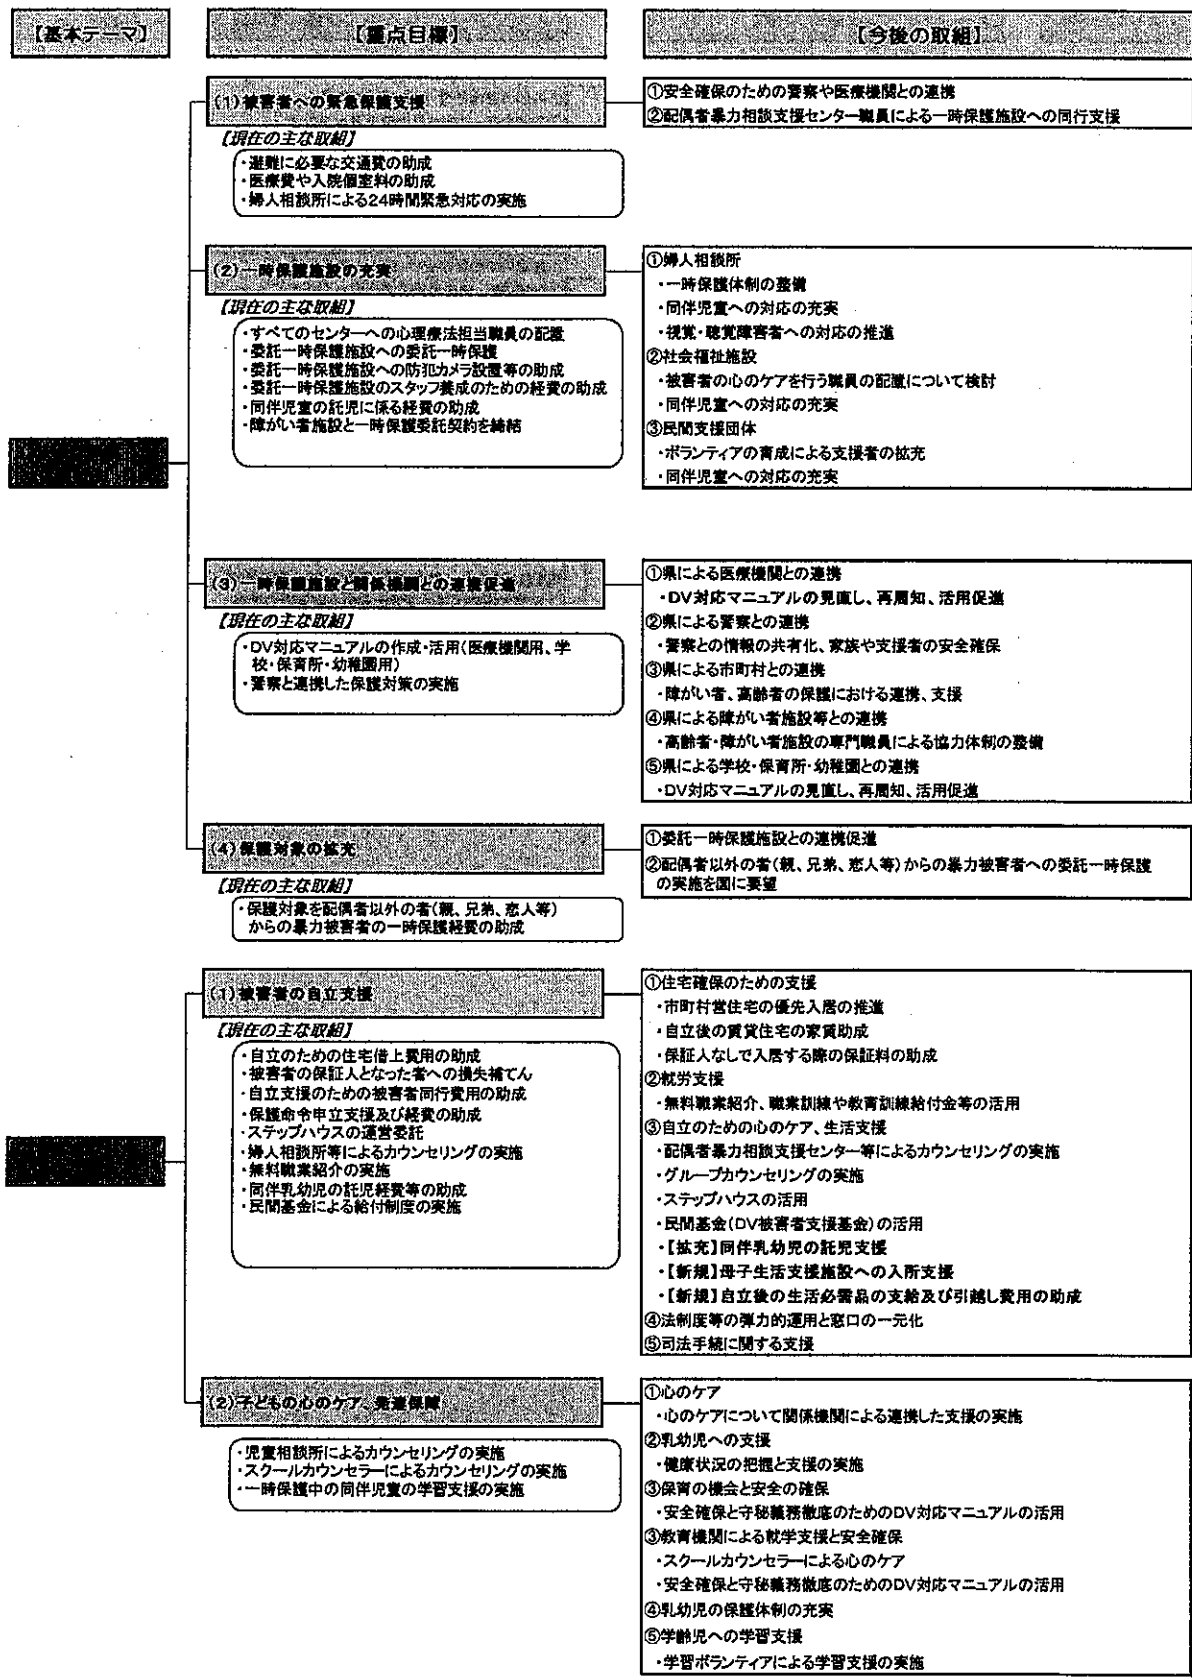 【基本テーマ】
【重点目標】
【今後の取組】
(1)被害者への緊急保護支援
【現在の主な取組】
・避難に必要な交通費の助成
・医療費や入院個室料の助成
・婦人相談所による24時間緊急対応の実施
①安全確保のための警察や医療機関との連携
②配偶者暴力相談支援センター職員による一時保護施設への同行支援
(2)一時保護施設の充実
【現在の主な取組】
・すべてのセンターへの心理療法担当職員の配置
・委託一時保護施設への委託一時保護
・委託一時保護施設への防犯カメラ設置等の助成
・委託一時保護施設のスタッフ養成のための経費の助成
・同伴児童の託児に係る経費の助成
・障がい者施設と一時保護委託契約を締結
①婦人相談所
・一時保護体制の整備
・同伴児童への対応の充実
・視覚・聴覚障害者への対応の推進
②社会福祉施設
・被害者の心のケアを行う職員の配置について検討
・同伴児童への対応の充実
③民間支援団体
・ボランティアの育成による支援者の拡充
・同伴児童への対応の充実
(3)一時保護施設と関係機関との連携促進
【現在の主な取組】
・DV対応マニュアルの作成・活用(医療機関用、学
校・保育所・幼稚園用)
・警察と連携した保護対策の実施
①県による医療機関との連携
・DV対応マニュアルの見直し、再周知、活用促進
②県による警察との連携
・警察との情報の共有化、家族や支援者の安全確保
③県による市町村との連携
・障がい者、高齢者の保護における連携、支援
④県による障がい者施設等との連携
・高齢者・障がい者施設の専門職員による協力体制の整備
⑤県による学校・保育所・幼稚園との連携
・DV対応マニュアルの見直し、再周知、活用促進
(4)保護対象の拡充
【現在の主な取組】
・保護対象を配偶者以外の者(親、兄弟、恋人等)
からの暴力被害者の一時保護経費の助成
①委託一時保護施設との連携促進
②配偶者以外の者(親、兄弟、恋人等)からの暴力被害者への委託一時保護
の実施を国に要望
(1)被害者の自立支援
【現在の主な取組】
・自立のための住宅借上費用の助成
・被害者の保証人となった者への損失補てん
・自立支援のための被害者同行費用の助成
・保護命令申立支援及び経費の助成
・ステップハウスの運営委託
・婦人相談所等によるカウンセリングの実施
・無料職業紹介の実施
・同伴乳幼児の託児経費等の助成
・民間基金による給付制度の実施
①住宅確保のための支援
・市町村営住宅の優先入居の推進
・自立後の賃貸住宅の家賃助成
・保証人なしで入居する際の保証料の助成
②就労支援
・無料職業紹介、職業訓練や教育訓練給付金等の活用
③自立のための心のケア、生活支援
・配偶者暴力相談支援センター等によるカウンセリングの実施
・グループカウンセリングの実施
・ステップハウスの活用
・民間基金(DV被害者支援基金)の活用
・【拡充】同伴乳幼児の託児支援
・【新規】母子生活支援施設への入所支援
・【新規】自立後の生活必需品の支給及び引越し費用の助成
④法制度等の弾力的運用と窓口の一元化
⑤司法手続に関する支援
(2)子どもの心のケア、発達保障
・児童相談所によるカウンセリングの実施
・スクールカウンセラーによるカウンセリングの実施
・一時保護中の同伴児童の学習支援の実施
①心のケア
・心のケアについて関係機関による連携した支援の実施
②乳幼児への支援
・健康状況の把握と支援の実施
③保育の機会と安全の確保
・安全確保と守秘義務徹底のためのDV対応マニュアルの活用
③教育機関による就学支援と安全確保
・スクールカウンセラーによる心のケア
・安全確保と守秘義務徹底のためのDV対応マニュアルの活用
④乳幼児の保護体制の充実
⑤学齢児への学習支援
・学習ボランティアによる学習支援の実施